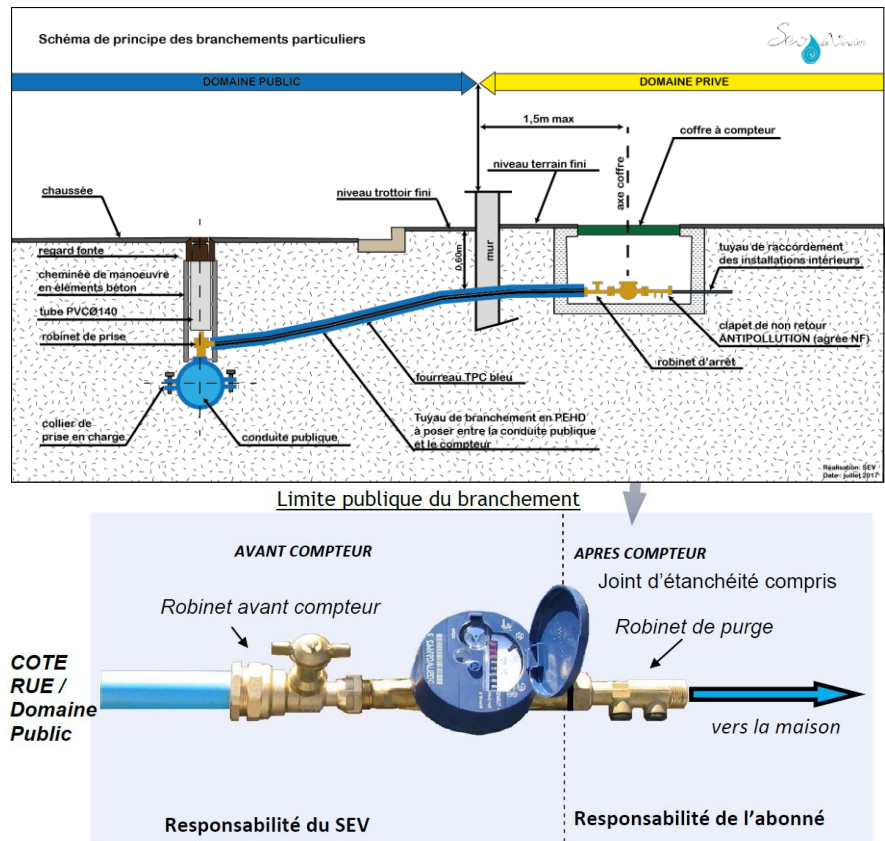 Schéma de principe des branchements particuliers
DOMAINE PUBLIC
DOMAINE PRIVE
1,5m max
coffre à compteur
axe coffre
niveau terrain fini
niveau trottoir fini
chaussée
0,60m
mur
regard fonte
cheminée de manoeuvre
en éléments béton
tube PVCØ140
robinet de prise
tuyau de raccordement
des installations intérieurs
clapet de non retour
ANTIPOLLUTION (agrée NF)
robinet d'arrêt
fourreau TPC bleu
Tuyau de branchement en PEHD
à poser entre la conduite publique
et le compteur
collier de
prise en charge
conduite publique
Réalisation: SEV
Date : juillet 2017
Limite publique du branchement
AVANT COMPTEUR
APRES COMPTEUR
Joint d'étanchéité compris
Robinet avant compteur
Robinet de purge
COTE
RUE /
Domaine
Public
vers la maison
Responsabilité du SEV
Responsabilité de l'abonné